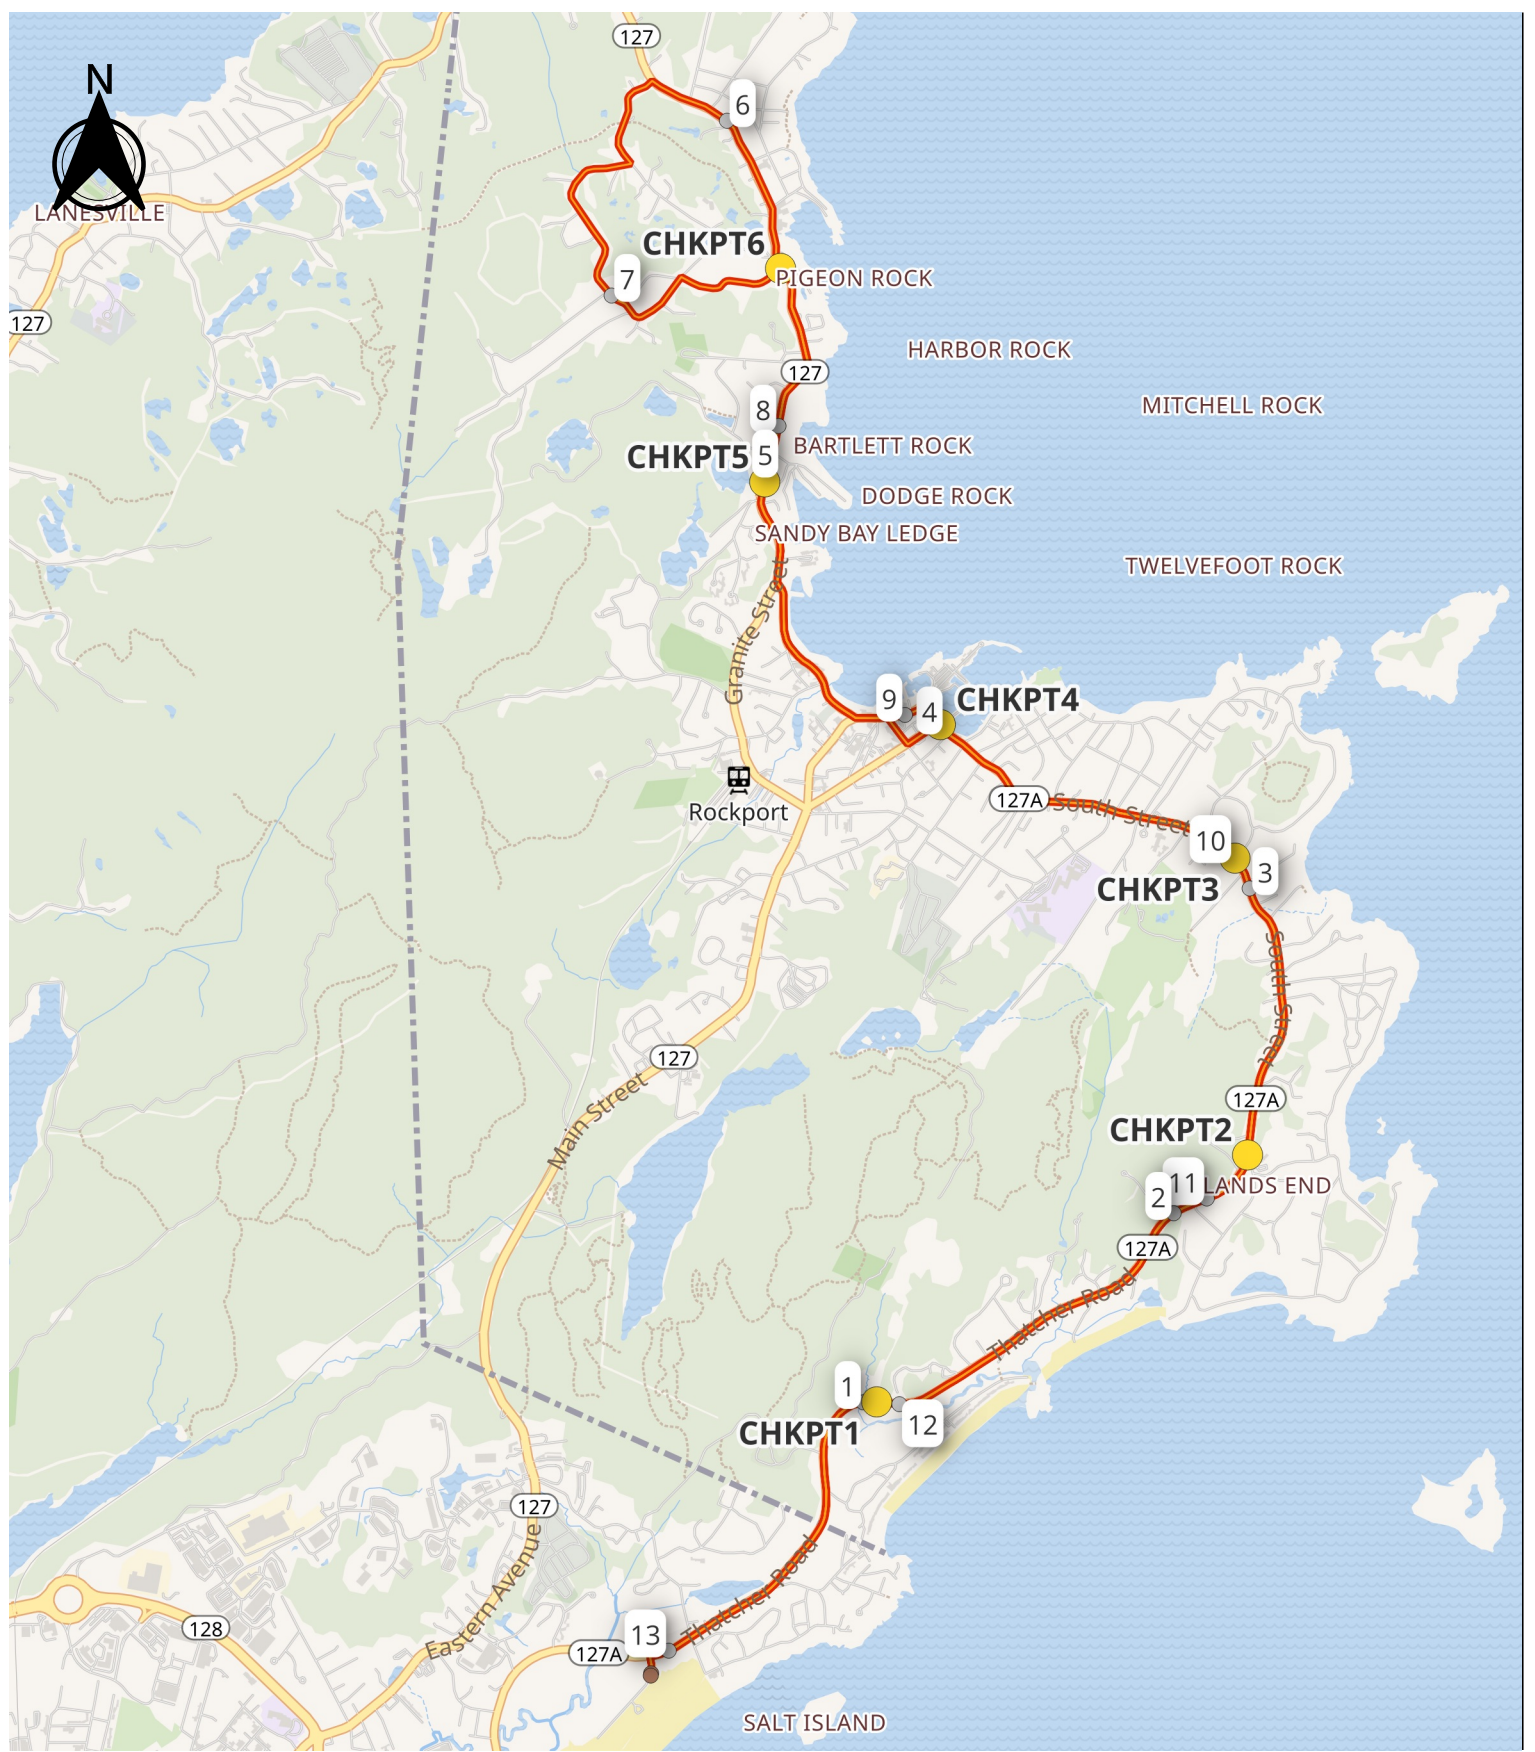 127
N
6
LANESVILLE
CHKPT6
PIGEON ROCK
7
127
HARBOR ROCK
127
MITCHELL ROCK
8
BARTLETT ROCK
CHKPT5
5
DODGE ROCK
SANDY BAY LEDGE
TWELVEFOOT ROCK
Granite Street
9
4
CHKPT4
Rockport
127A
South Street
10
3
CHKPT3
South Street
127
Main Street
127A
CHKPT2
11
LANDS END
2
127A
Thatcher Road
1
12
CHKPT1
127
Eastern Avenue
Thatcher Road
128
13
127A
SALT ISLAND